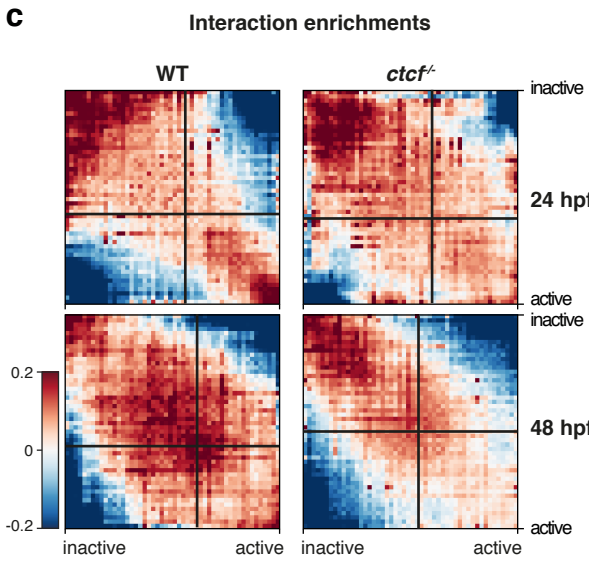 c
Interaction enrichments
WT
ctcf-/-
inactive
24 hpf
active
inactive
0.2
0
48 hpf
-0.2
active
inactive
active
inactive
active